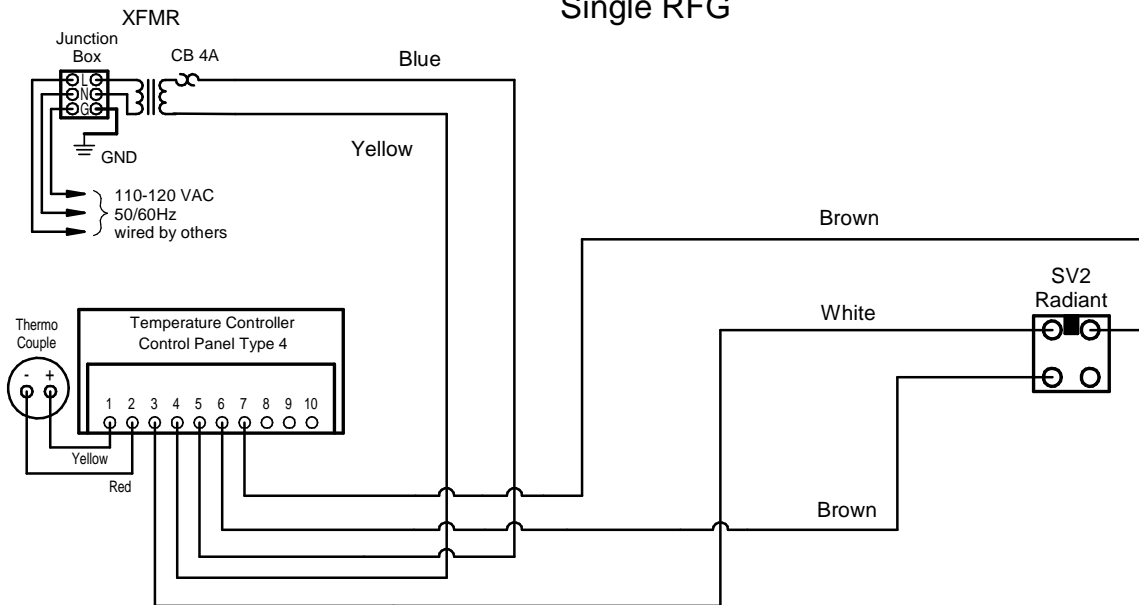 Single RFG
XFMR
Junction
Box
CB 4A
Blue
L
N
G
Yellow
GND
110-120 VAC
50/60Hz
wired by others
Brown
SV2
Radiant
White
Thermo
Couple
- +
Temperature Controller
Control Panel Type 4
1 2 3 4 5 6 7 8 9 10
Yellow
Red
Brown